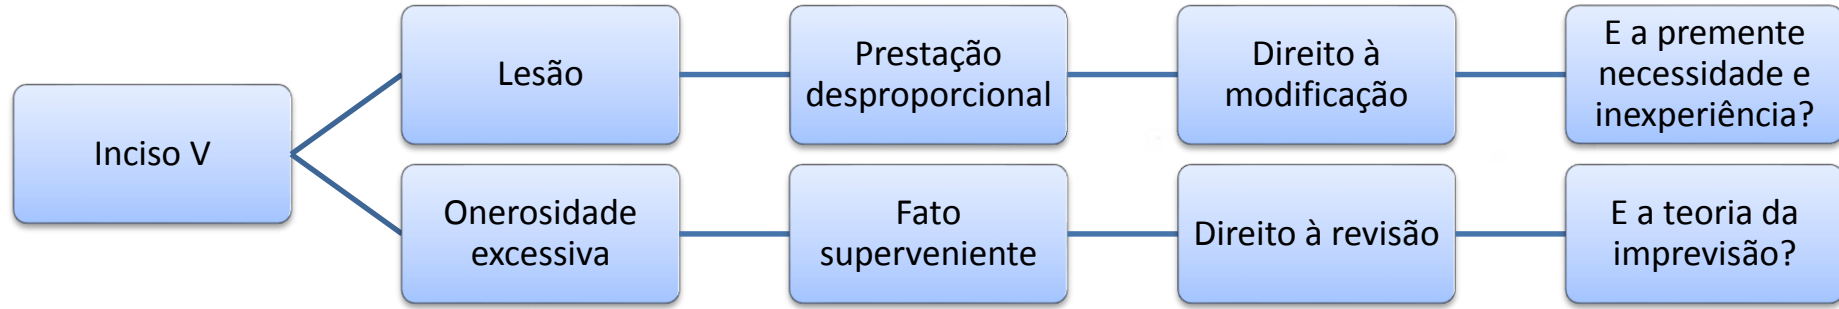 Inciso V
Lesão
Prestação
desproporcional
Direito à
modificação
E a premente
necessidade e
inexperiência?
Onerosidade
excessiva
Fato
superveniente
Direito à revisão
E a teoria da
imprevisão?